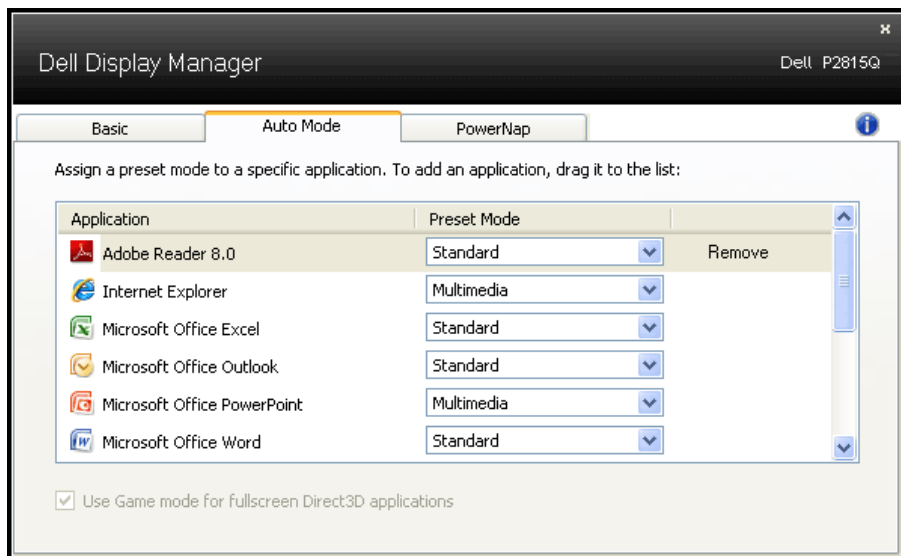 Dell Display Manager
Dell P2815Q
Basic Auto Mode PowerNap
Assign a preset mode to a specific application. To add an application, drag it to the list:
Application Preset Mode
Adobe Reader 8.0 Standard Remove
Internet Explorer Multimedia
Microsoft Office Excel Standard
Microsoft Office Outlook Standard
Microsoft Office PowerPoint Multimedia
Microsoft Office Word Standard
Use Game mode for fullscreen Direct3D applications